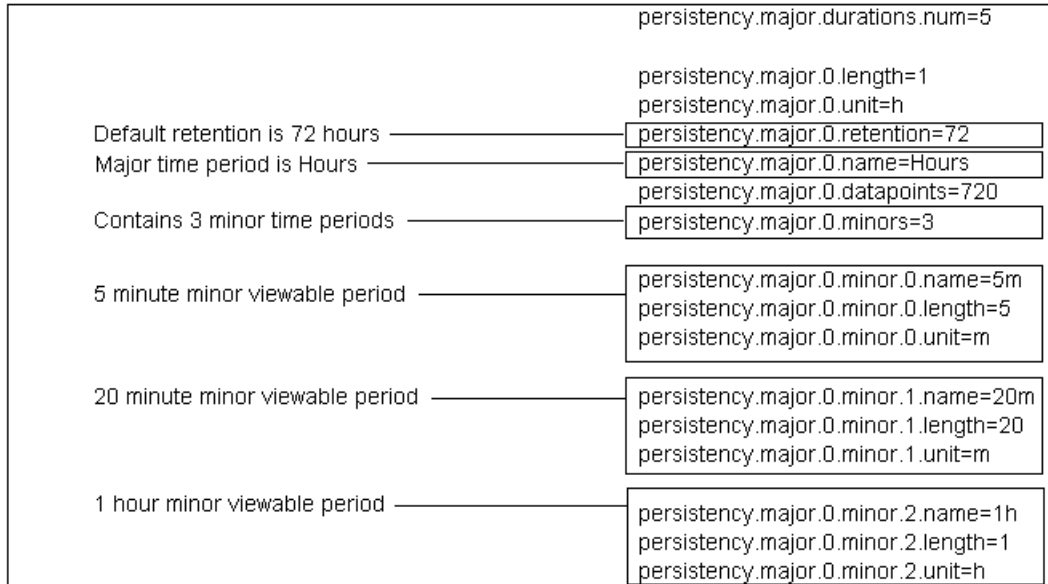 persistency.major.durations.num=5
persistency.major.0.length=1
persistency.major.0.unit=h
Default retention is 72 hours persistency.major.0.retention=72
Major time period is Hours persistency.major.0.name=Hours
persistency.major.0.datapoints=720
Contains 3 minor time periods persistency.major.0.minors=3
5 minute minor viewable period persistency.major.0.minor.0.name=5m
persistency.major.0.minor.0.length=5
persistency.major.0.minor.0.unit=m
20 minute minor viewable period persistency.major.0.minor.1.name=20m
persistency.major.0.minor.1.length=20
persistency.major.0.minor.1.unit=m
1 hour minor viewable period persistency.major.0.minor.2.name=1h
persistency.major.0.minor.2.length=1
persistency.major.0.minor.2.unit=h